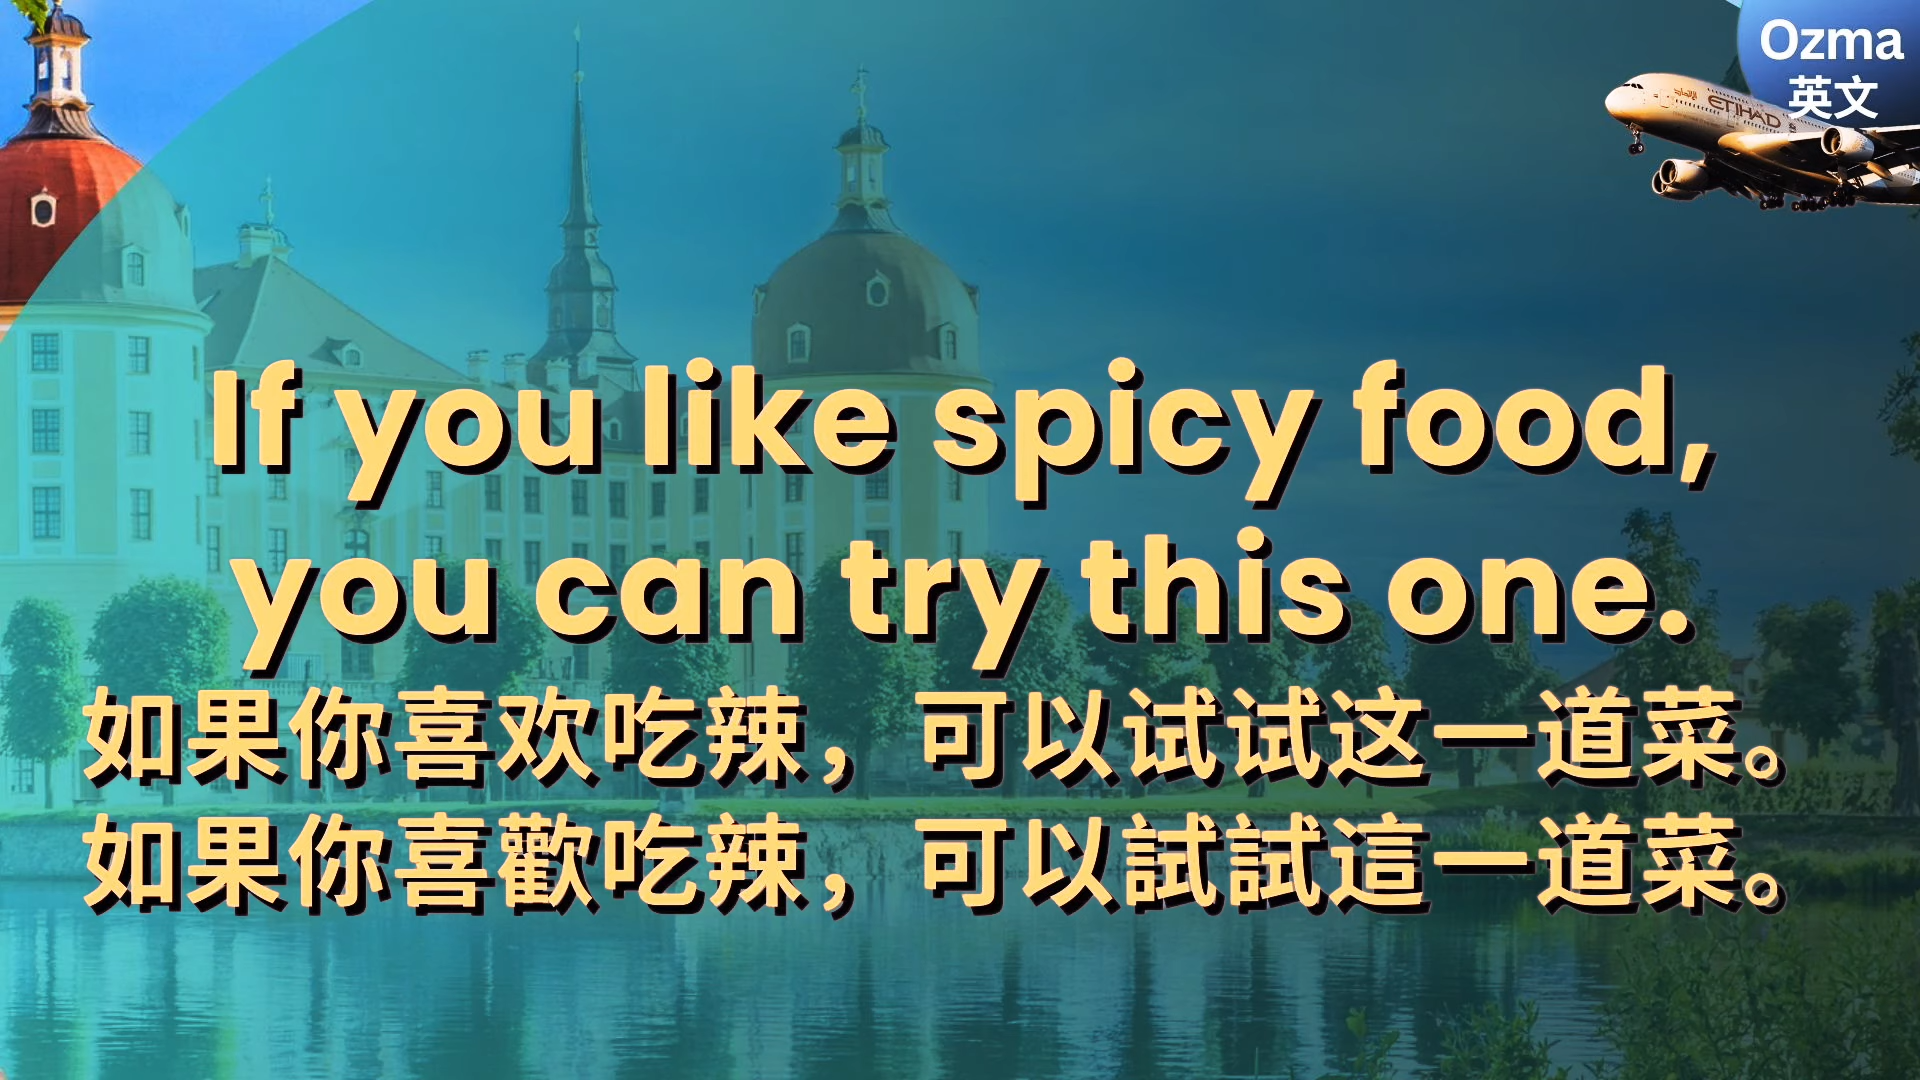 Ozma
英文
ETIHAD
If you like spicy food,
you can try this one.
如果你喜欢吃辣，可以试试这一道菜。
如果你喜歡吃辣，可以試試這一道菜。